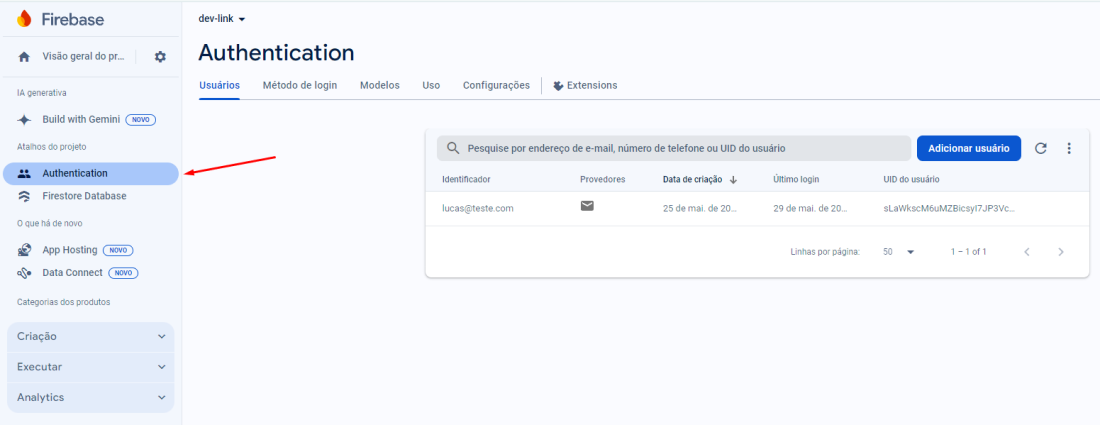 Firebase
dev-link
Visão geral do pr...
Authentication
Usuários Método de login Modelos Uso Configurações Extensions
IA generativa
Build with Gemini NOVO
Atalhos do projeto
Authentication
Firestore Database
O que há de novo
App Hosting NOVO
Data Connect NOVO
Categorias dos produtos
Criação
Executar
Analytics
Pesquise por endereço de e-mail, número de telefone ou UID do usuário Adicionar usuário
Identificador Provedores Data de criação Último login UID do usuário
lucas@teste.com 25 de mai. de 20... 29 de mai. de 20... sLaWkscM6uMZBicsyI7JP3Vc...
Linhas por página: 50 1 – 1 of 1